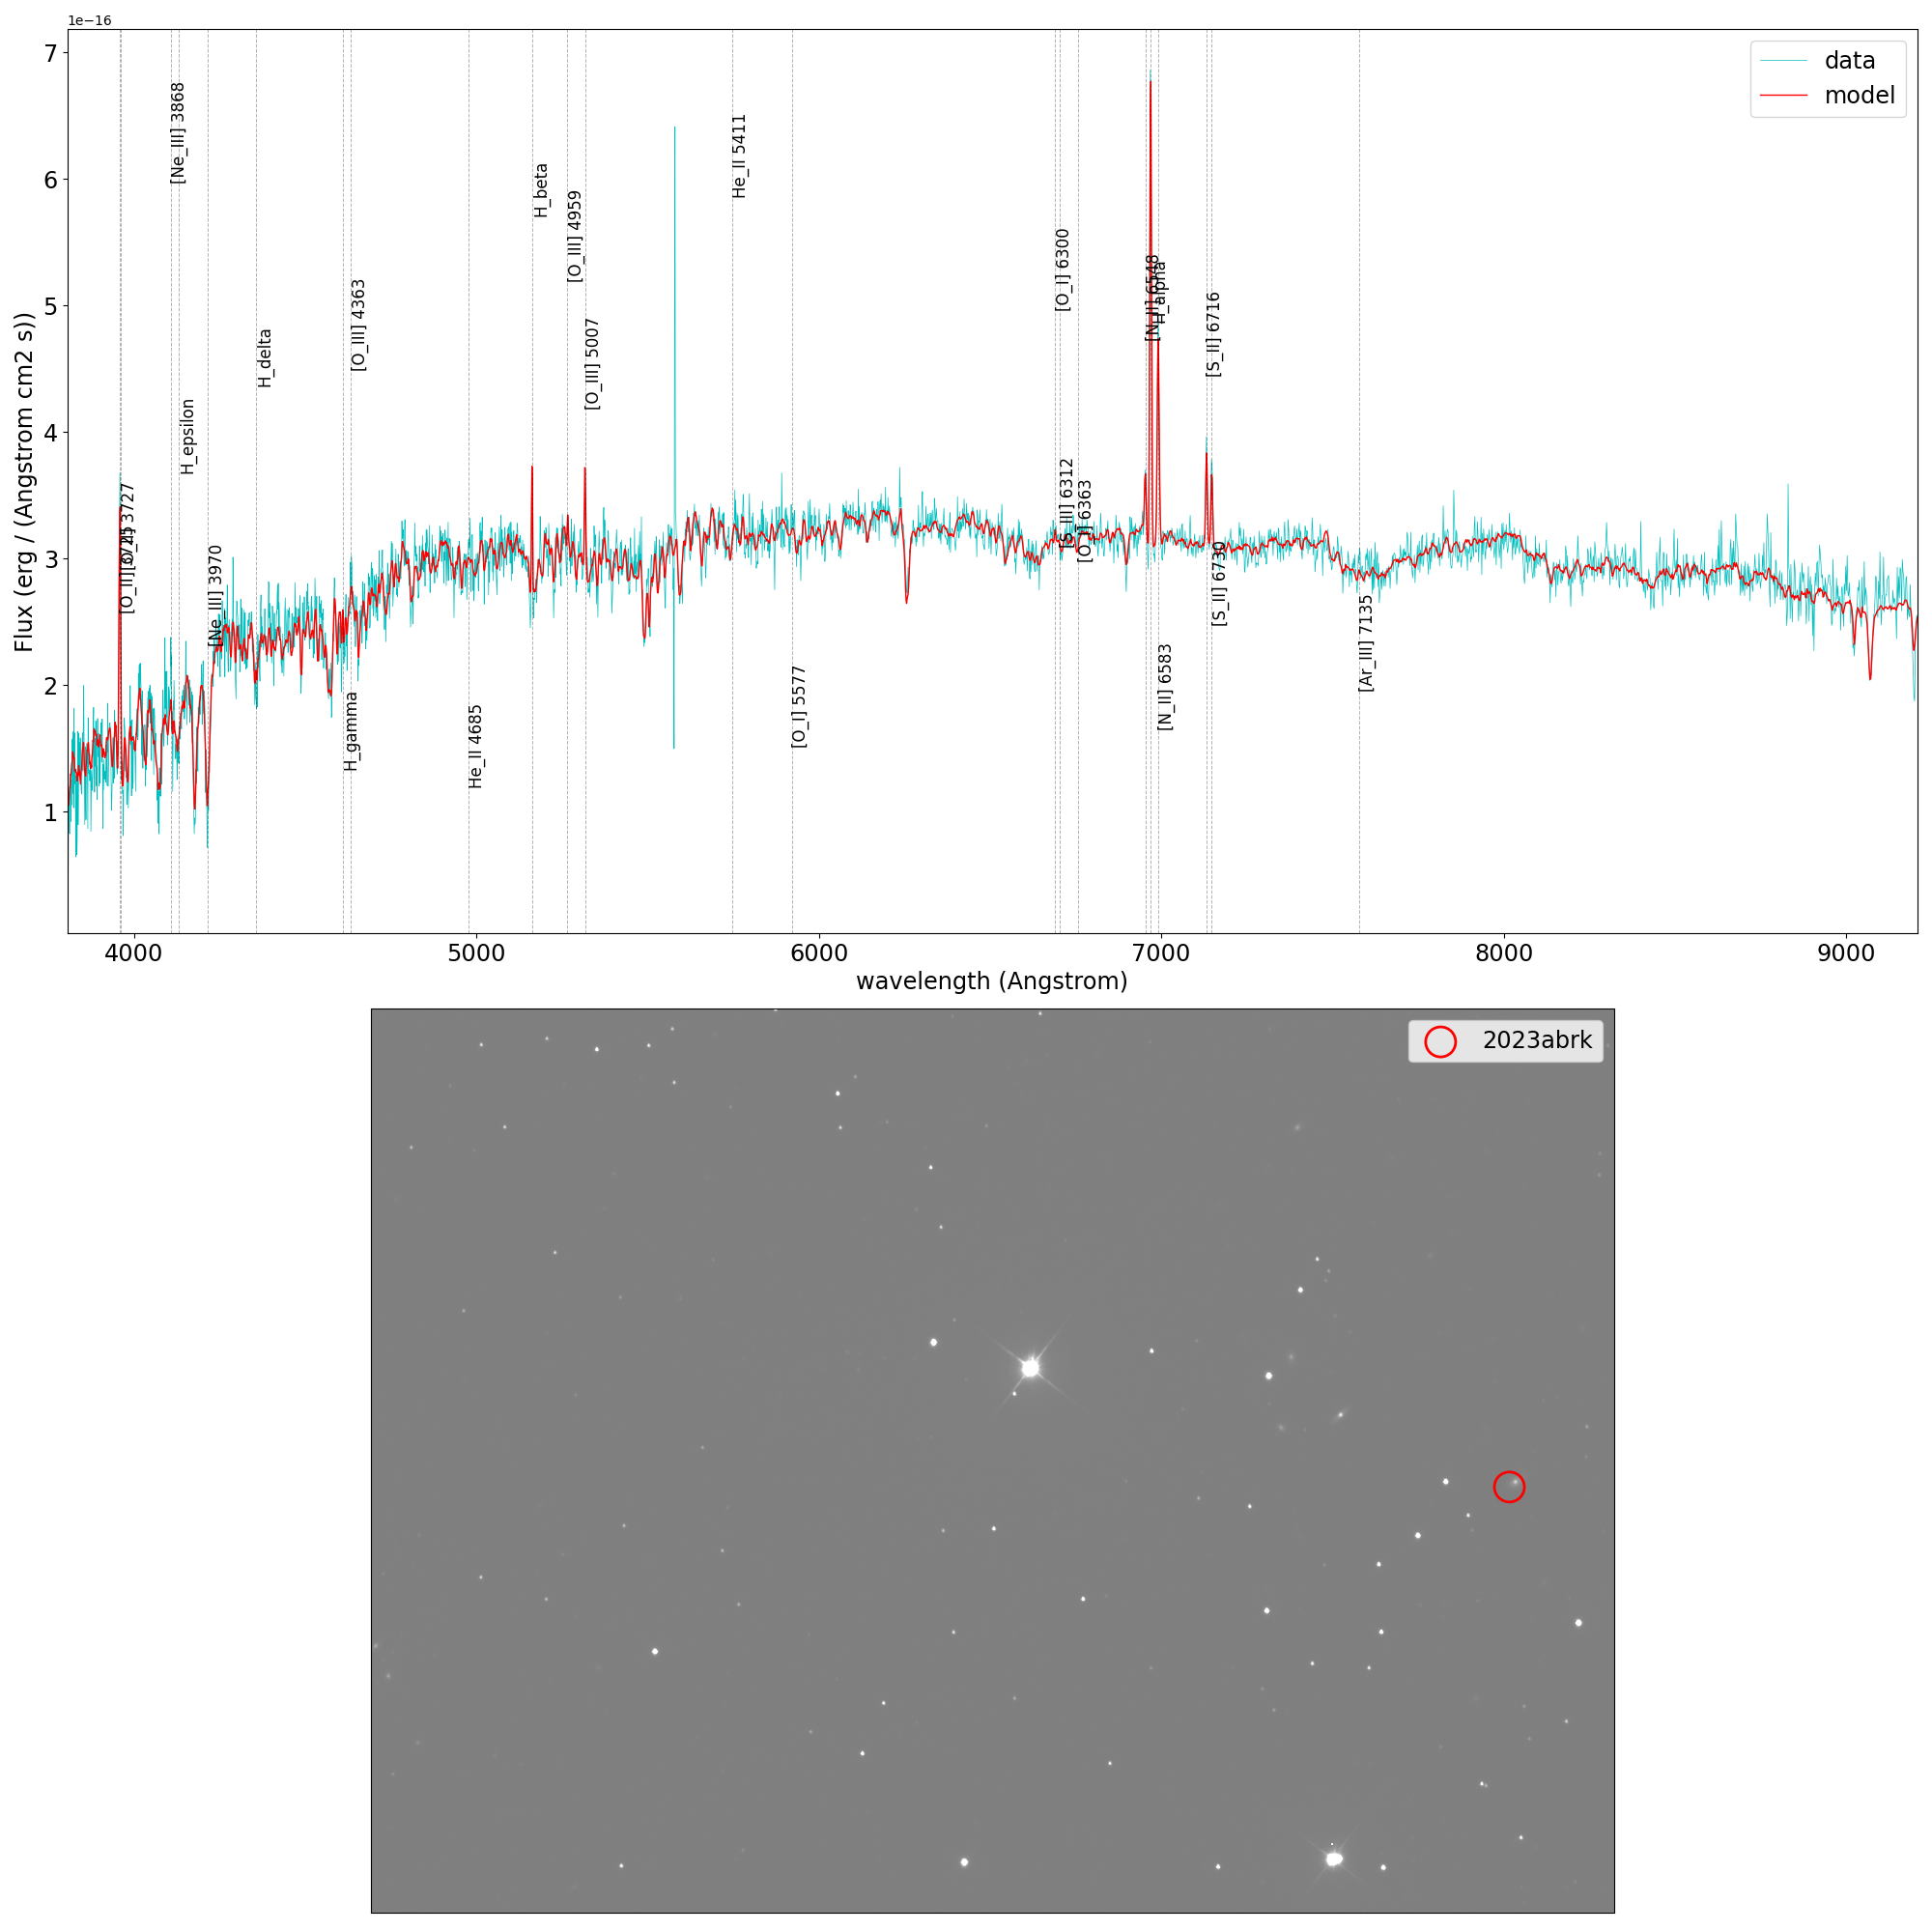 1e−16
7
6
5
4
3
2
1
Flux (erg / (Angstrom cm2 s))
data
model
[Ne_III] 3868
H_epsilon
[Ne_III] 3970
H_delta
H_gamma
[O_III] 4363
He_II 4685
H_beta
[O_III] 4959
[O_III] 5007
He_II 5411
[O_I] 5577
[O_I] 6300
[S_III] 6312
[O_I] 6363
[N_II] 6548
H_alpha
[N_II] 6583
[S_II] 6716
[S_II] 6730
[Ar_III] 7135
4000 5000 6000 7000 8000 9000
wavelength (Angstrom)
2023abrk